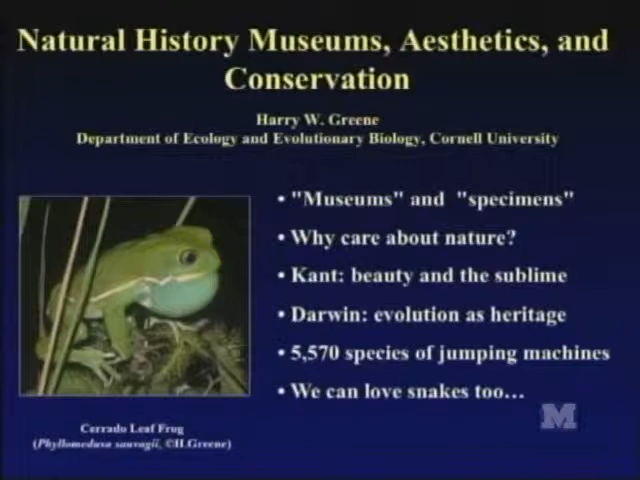 Natural History Museums, Aesthetics, and
Conservation
Harry W. Greene
Department of Ecology and Evolutionary Biology, Cornell University
• "Museums" and "specimens"
• Why care about nature?
• Kant: beauty and the sublime
• Darwin: evolution as heritage
• 5,570 species of jumping machines
• We can love snakes too…
M
Cerrado Leaf Frog
(Phyllomedusa sauvagii, ©H.Greene)